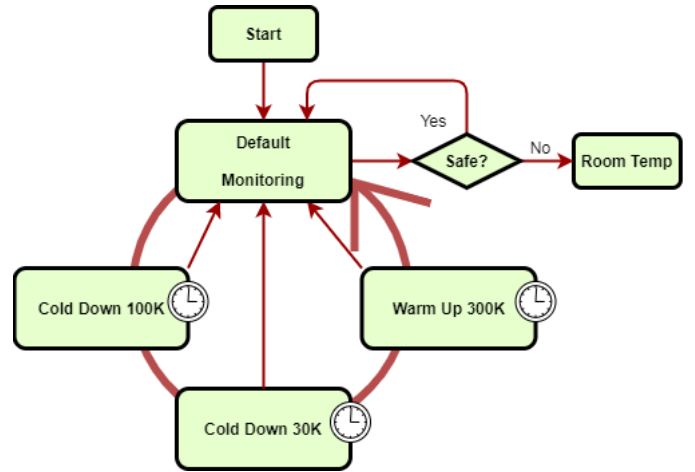 Start
Default
Monitoring
Yes
Safe?
No
Room Temp
Cold Down 100K
Warm Up 300K
Cold Down 30K